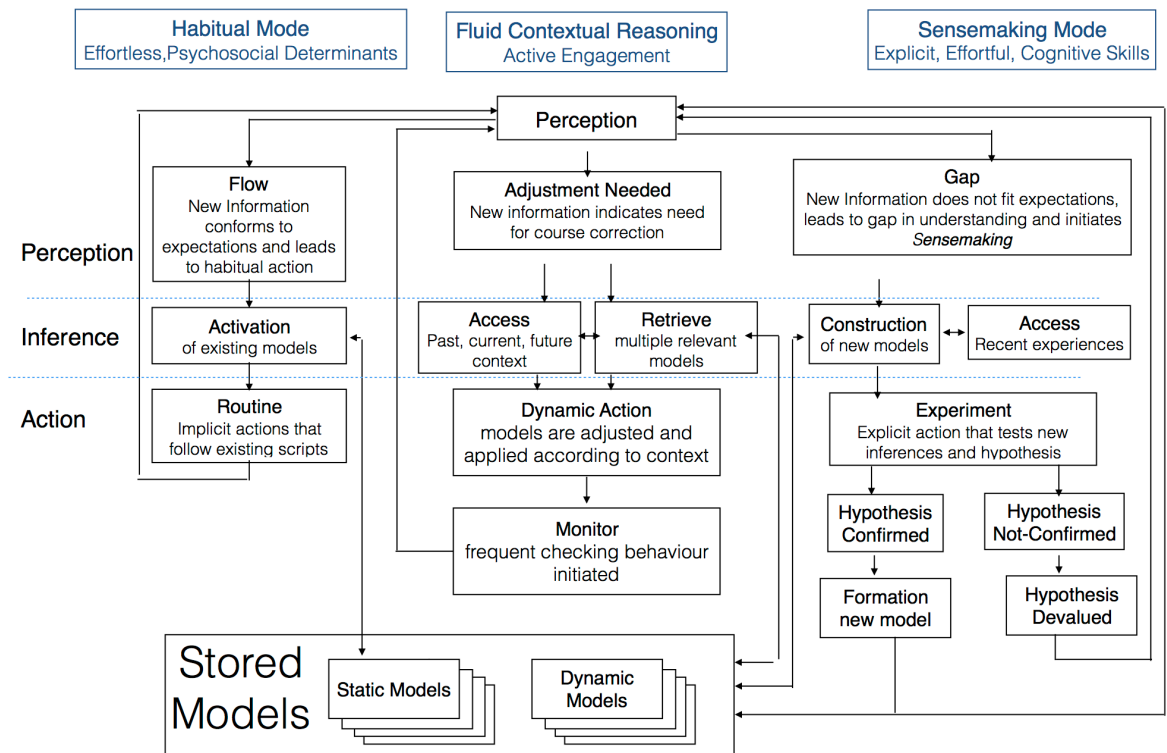 Habitual Mode
Effortless,Psychosocial Determinants
Fluid Contextual Reasoning
Active Engagement
Sensemaking Mode
Explicit, Effortful, Cognitive Skills
Perception
Flow
New Information
conforms to
expectations and leads
to habitual action
Adjustment Needed
New information indicates need
for course correction
Gap
New Information does not fit expectations,
leads to gap in understanding and initiates
Sensemaking
Perception
Inference
Activation
of existing models
Access
Past, current, future
context
Retrieve
multiple relevant
models
Construction
of new models
Access
Recent experiences
Action
Routine
Implicit actions that
follow existing scripts
Dynamic Action
models are adjusted and
applied according to context
Experiment
Explicit action that tests new
inferences and hypothesis
Monitor
frequent checking behaviour
initiated
Hypothesis
Confirmed
Hypothesis
Not-Confirmed
Formation
new model
Hypothesis
Devalued
Stored
Models
Static Models
Dynamic
Models